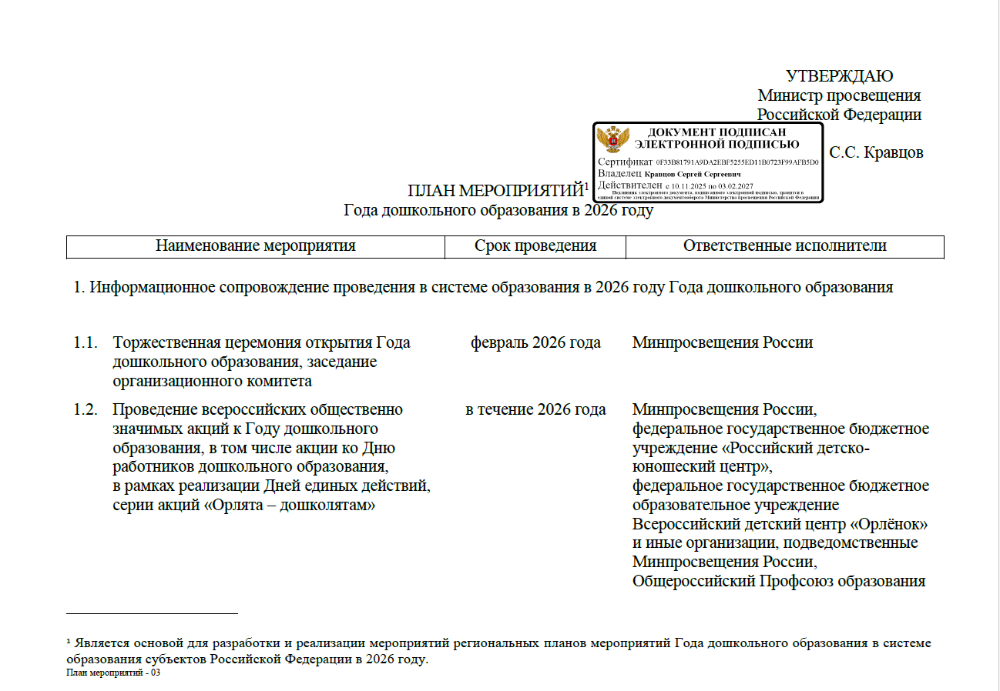 УТВЕРЖДАЮ
Министр просвещения
Российской Федерации
ДОКУМЕНТ ПОДПИСАН
ЭЛЕКТРОННОЙ ПОДПИСЬЮ
Сертификат 0F33B81791A9DA2EBF5255ED11B0723F99AFB5D0
Владелец Кравцов Сергей Сергеевич
Действителен с 10.11.2025 по 03.02.2027
Подлинник электронного документа, подписанного электронной подписью, хранится в
единой системе электронного документооборота Министерства просвещения Российской Федерации
С.С. Кравцов
ПЛАН МЕРОПРИЯТИЙ¹
Года дошкольного образования в 2026 году
Наименование мероприятия Срок проведения Ответственные исполнители
1. Информационное сопровождение проведения в системе образования в 2026 году Года дошкольного образования
1.1. Торжественная церемония открытия Года
дошкольного образования, заседание
организационного комитета
февраль 2026 года
Минпросвещения России
1.2. Проведение всероссийских общественно
значимых акций к Году дошкольного
образования, в том числе акции ко Дню
работников дошкольного образования,
в рамках реализации Дней единых действий,
серии акций «Орлята – дошколятам»
в течение 2026 года
Минпросвещения России,
федеральное государственное бюджетное
учреждение «Российский детско-
юношеский центр»,
федеральное государственное бюджетное
образовательное учреждение
Всероссийский детский центр «Орлёнок»
и иные организации, подведомственные
Минпросвещения России,
Общероссийский Профсоюз образования
¹ Является основой для разработки и реализации мероприятий региональных планов мероприятий Года дошкольного образования в системе
образования субъектов Российской Федерации в 2026 году.
План мероприятий - 03